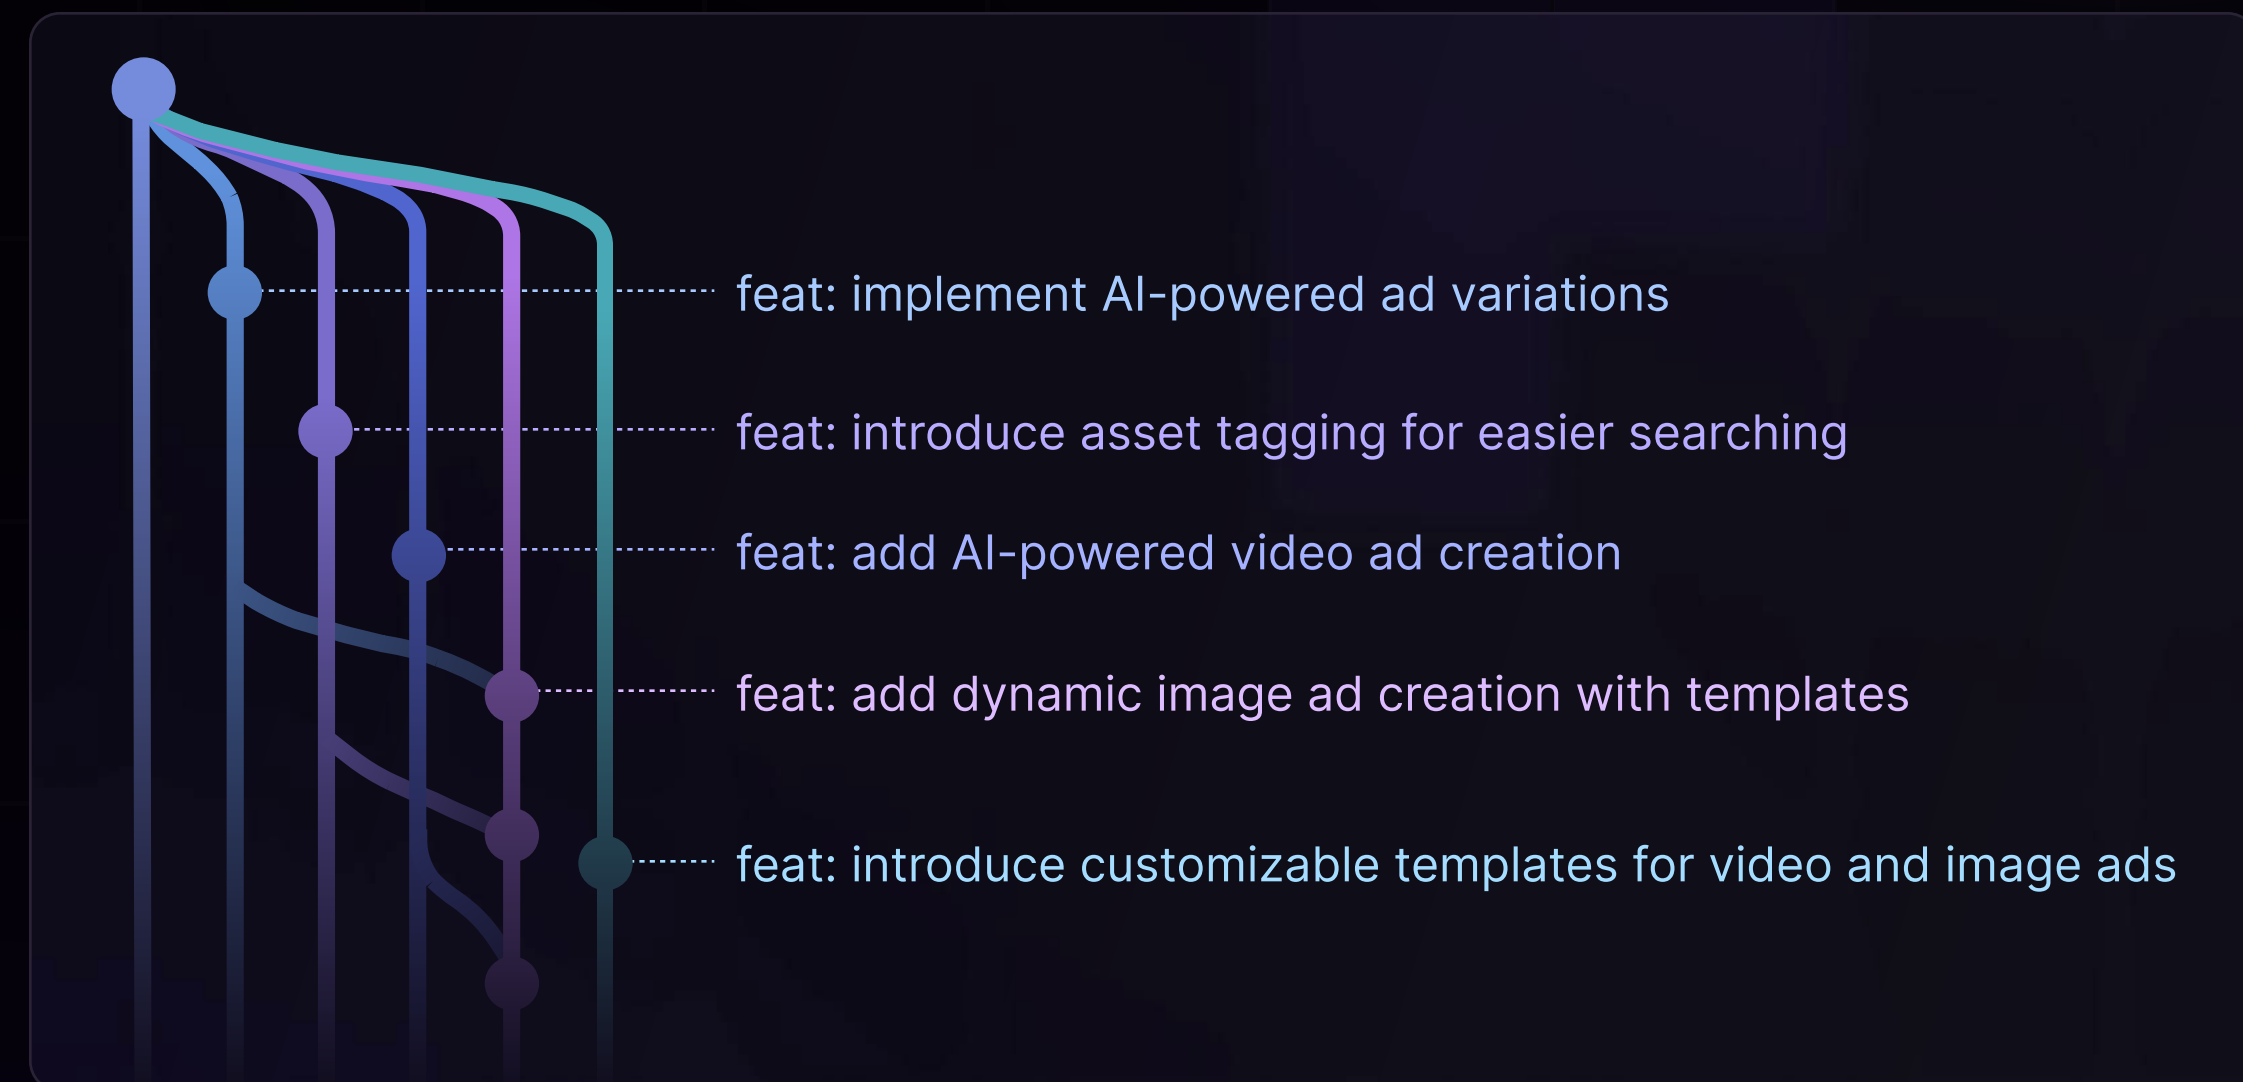 feat: implement AI-powered ad variations
feat: introduce asset tagging for easier searching
feat: add AI-powered video ad creation
feat: add dynamic image ad creation with templates
feat: introduce customizable templates for video and image ads